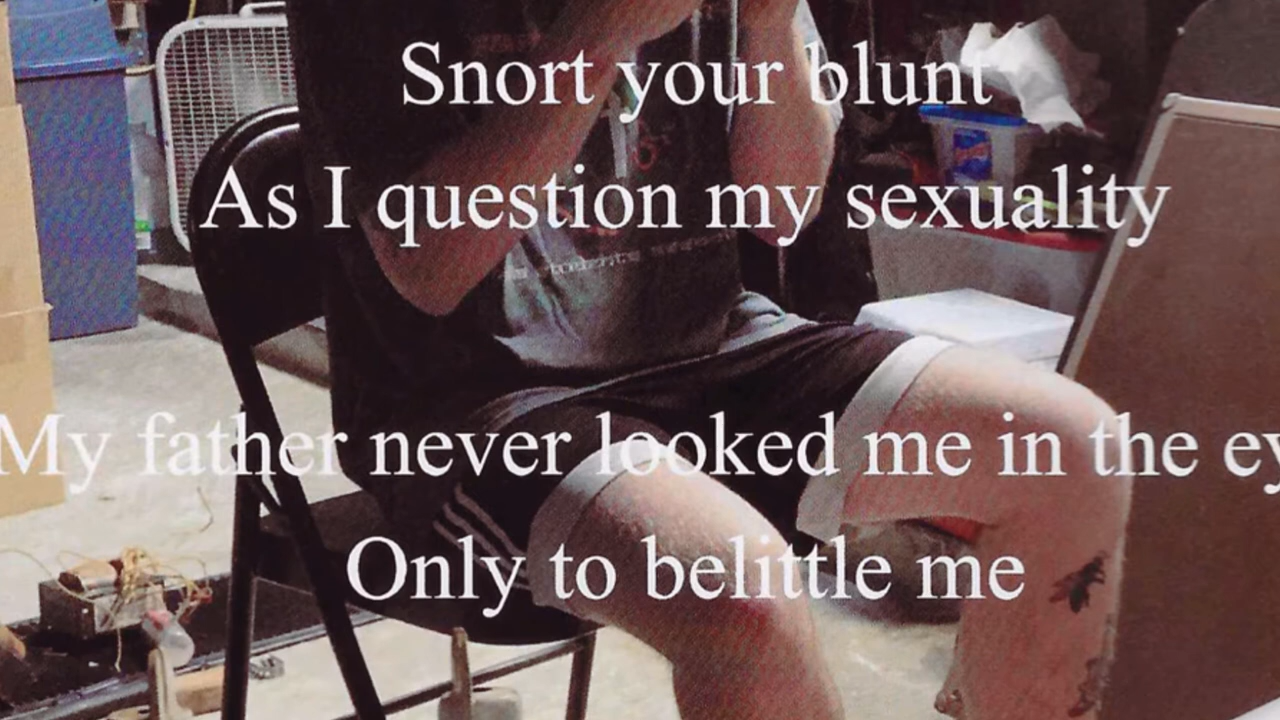 Snort your blunt
As I question my sexuality
My father never looked me in the ey
Only to belittle me